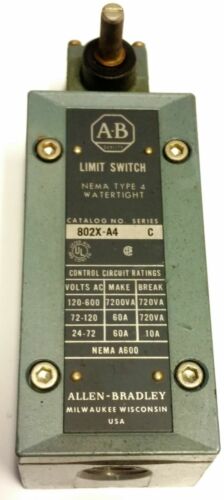 A-B
QUALITY
LIMIT SWITCH
NEMA TYPE 4
WATERTIGHT
CATALOG NO. SERIES
802X-A4 C
CONTROL CIRCUIT RATINGS
VOLTS AC MAKE BREAK
120-600 7200VA 720VA
72-120 60A 720VA
24-72 60A 10A
NEMA A600
ALLEN-BRADLEY
MILWAUKEE WISCONSIN
USA